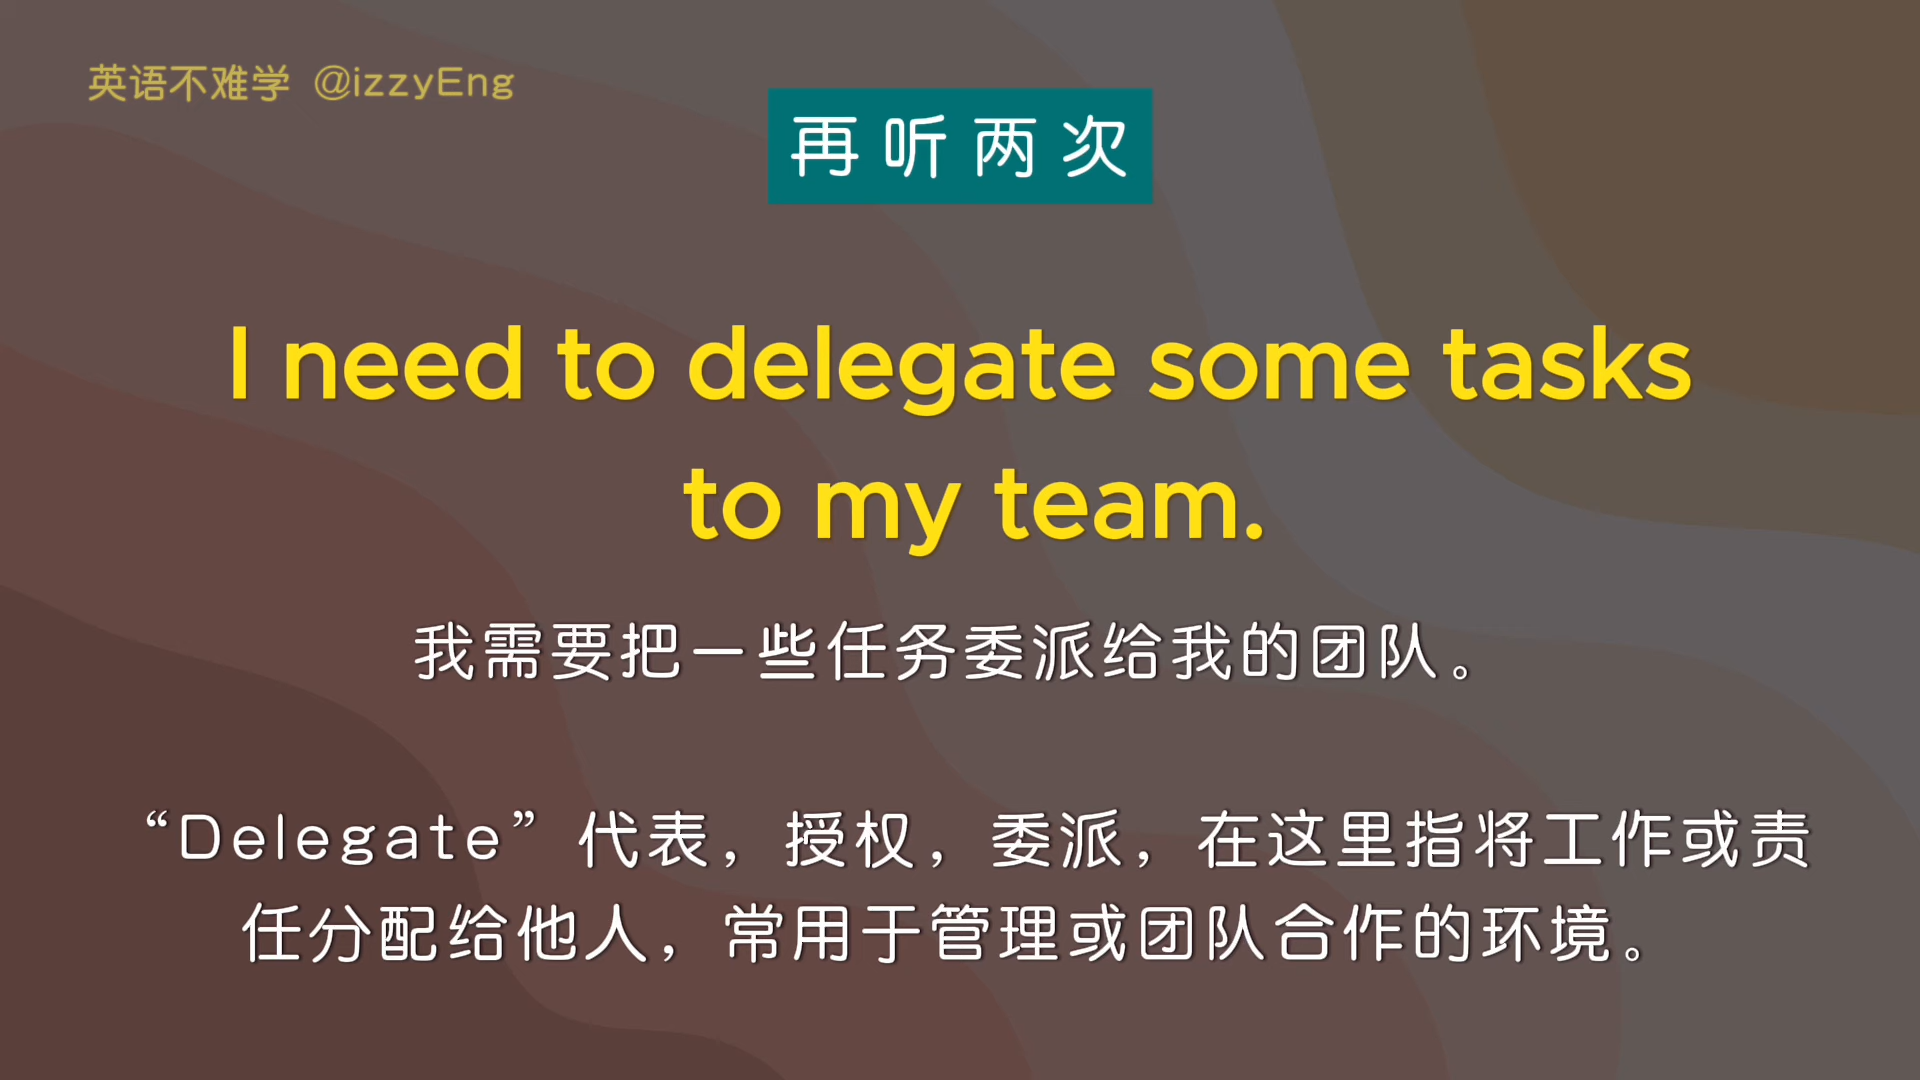 英语不难学 @izzyEng
再听两次
I need to delegate some tasks
to my team.
我需要把一些任务委派给我的团队。
“Delegate”代表，授权，委派，在这里指将工作或责
任分配给他人，常用于管理或团队合作的环境。